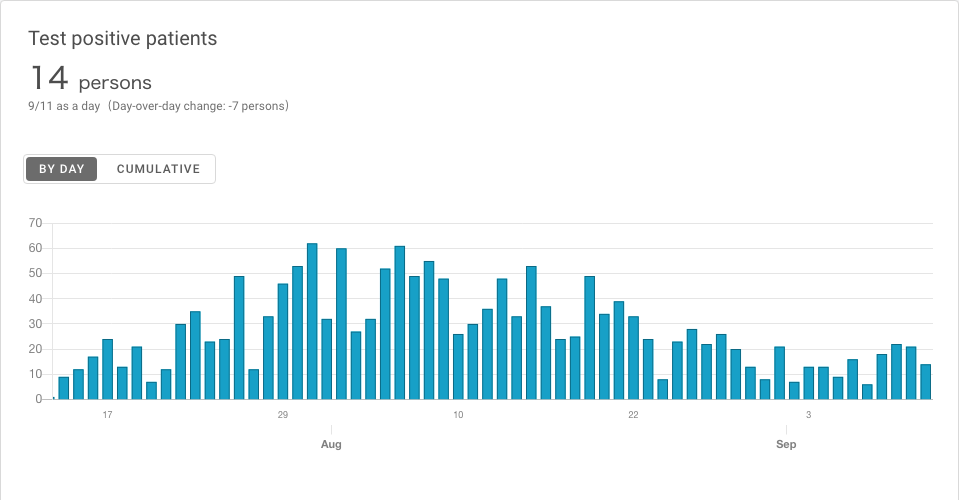 Test positive patients
14 persons
9/11 as a day（Day-over-day change: -7 persons）
BY DAY CUMULATIVE
70
60
50
40
30
20
10
0
17 29 10 22 3
Aug Sep